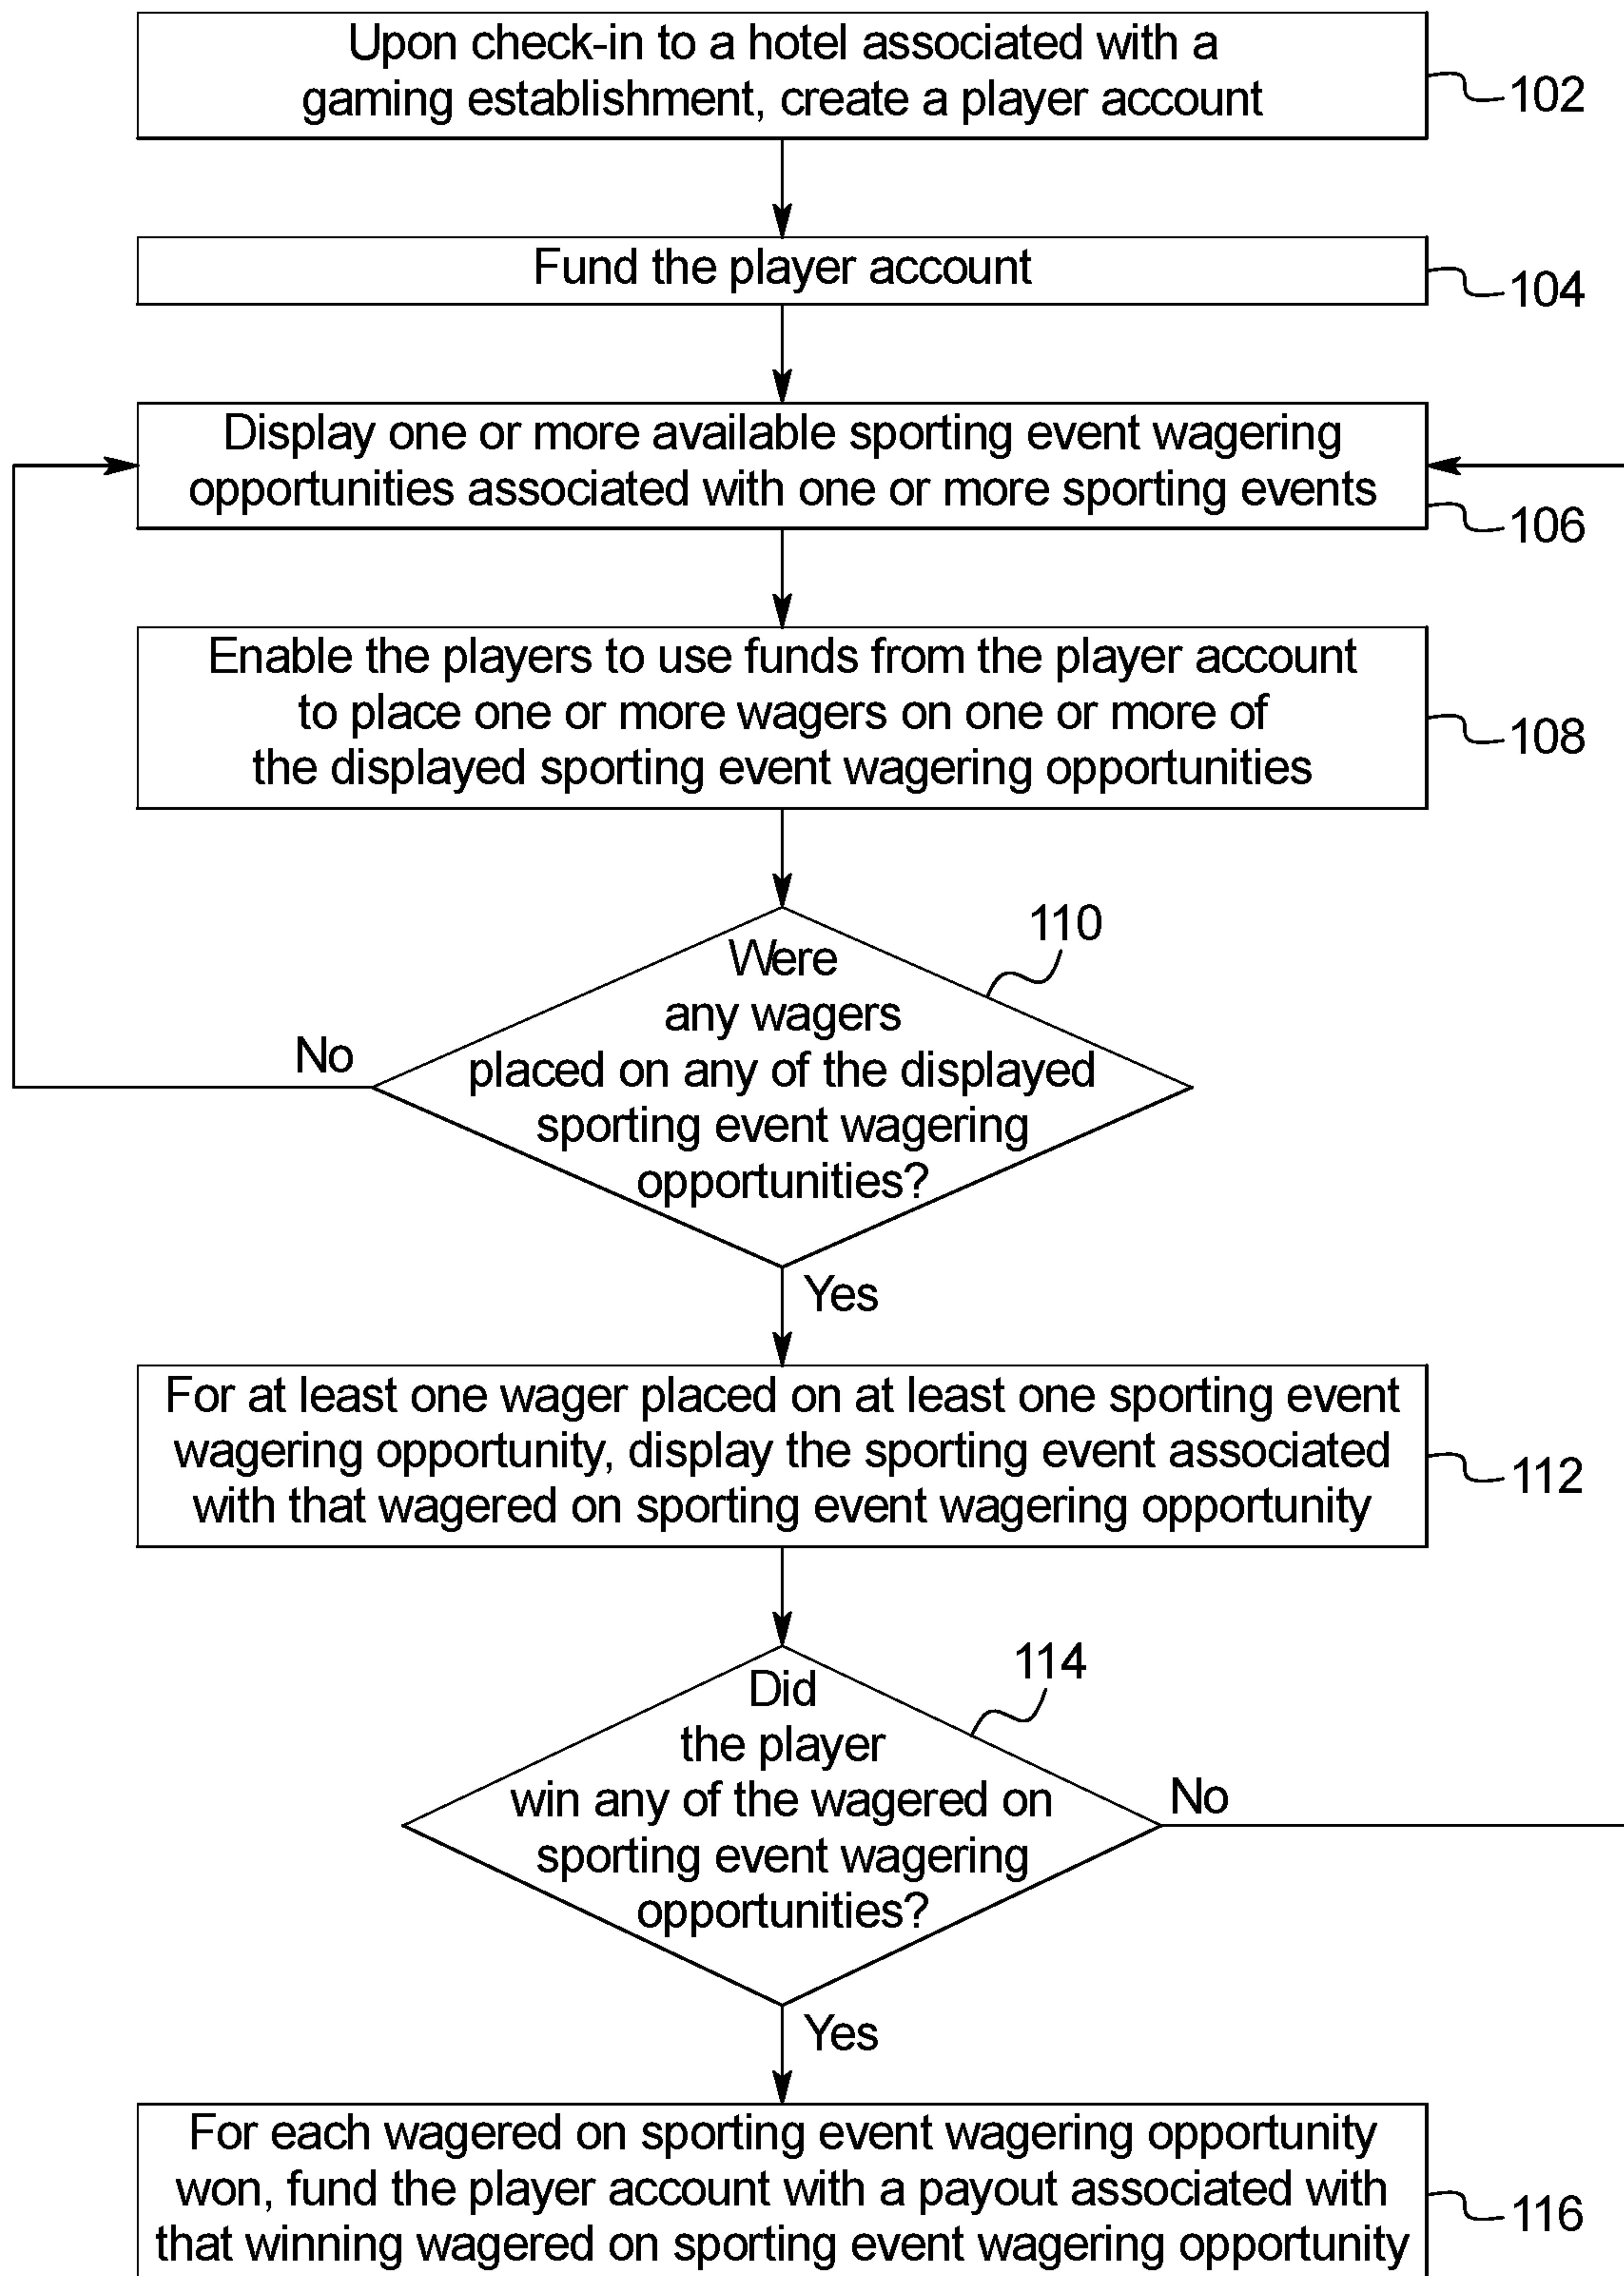 Upon check-in to a hotel associated with a
gaming establishment, create a player account
102
Fund the player account
104
Display one or more available sporting event wagering
opportunities associated with one or more sporting events
106
Enable the players to use funds from the player account
to place one or more wagers on one or more of
the displayed sporting event wagering opportunities
108
110
Were
any wagers
placed on any of the displayed
sporting event wagering
opportunities?
No
Yes
For at least one wager placed on at least one sporting event
wagering opportunity, display the sporting event associated
with that wagered on sporting event wagering opportunity
112
114
Did
the player
win any of the wagered on
sporting event wagering
opportunities?
No
Yes
For each wagered on sporting event wagering opportunity
won, fund the player account with a payout associated with
that winning wagered on sporting event wagering opportunity
116